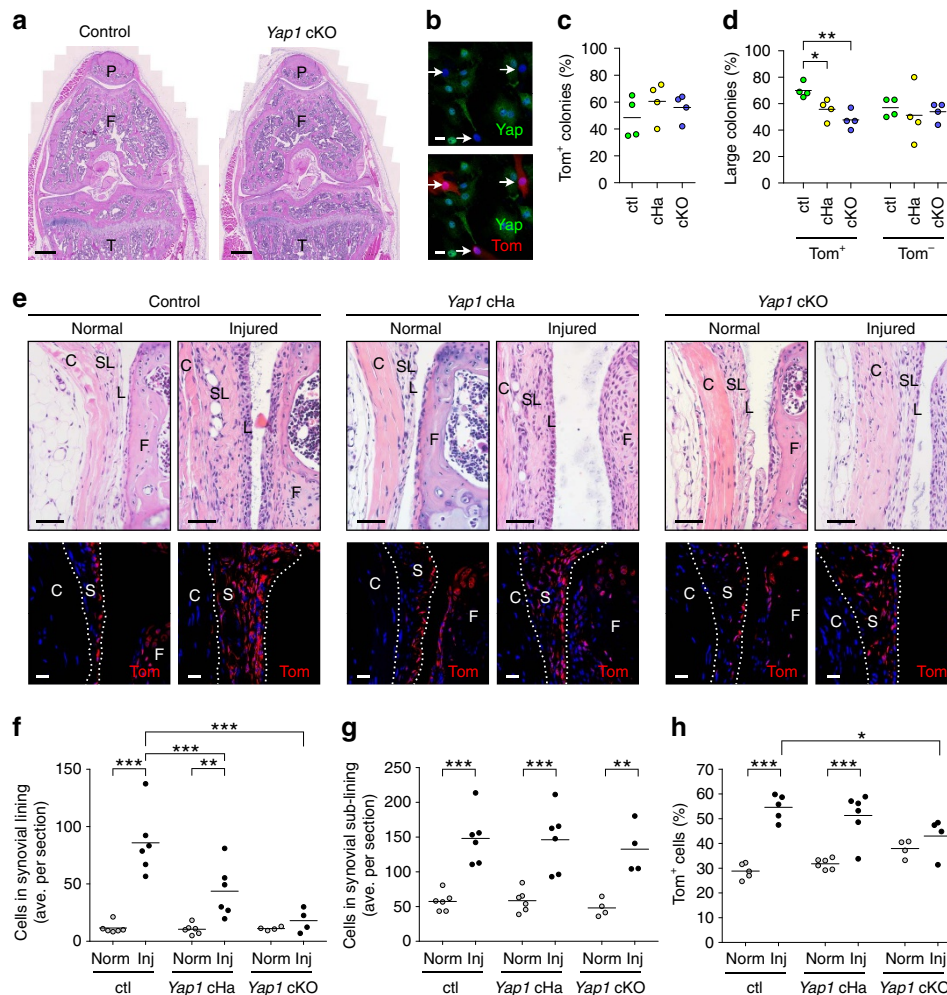 a
Control
Yap1 cKO
P
F
T
P
F
T
b
Yap
Yap
Tom
c
Tom+ colonies (%)
100
80
60
40
20
0
ctl
cHa
cKO
d
Large colonies (%)
100
80
60
40
20
0
*
**
ctl
cHa
cKO
ctl
cHa
cKO
Tom+
Tom−
e
Control
Yap1 cHa
Yap1 cKO
Normal
Injured
Normal
Injured
Normal
Injured
C
SL
L
F
C
SL
L
F
C
SL
L
F
C
SL
L
F
C
SL
L
F
C
SL
L
C
S
F
Tom
C
S
Tom
C
S
F
C
S
F
Tom
C
S
F
C
S
Tom
f
Cells in synovial lining
(ave. per section)
150
100
50
0
***
***
***
**
Norm Inj
Norm Inj
Norm Inj
ctl
Yap1 cHa
Yap1 cKO
g
Cells in synovial sub-lining
(ave. per section)
250
200
150
100
50
0
***
***
**
Norm Inj
Norm Inj
Norm Inj
ctl
Yap1 cHa
Yap1 cKO
h
Tom+ cells (%)
70
60
50
40
30
20
10
0
*
***
***
Norm Inj
Norm Inj
Norm Inj
ctl
Yap1 cHa
Yap1 cKO